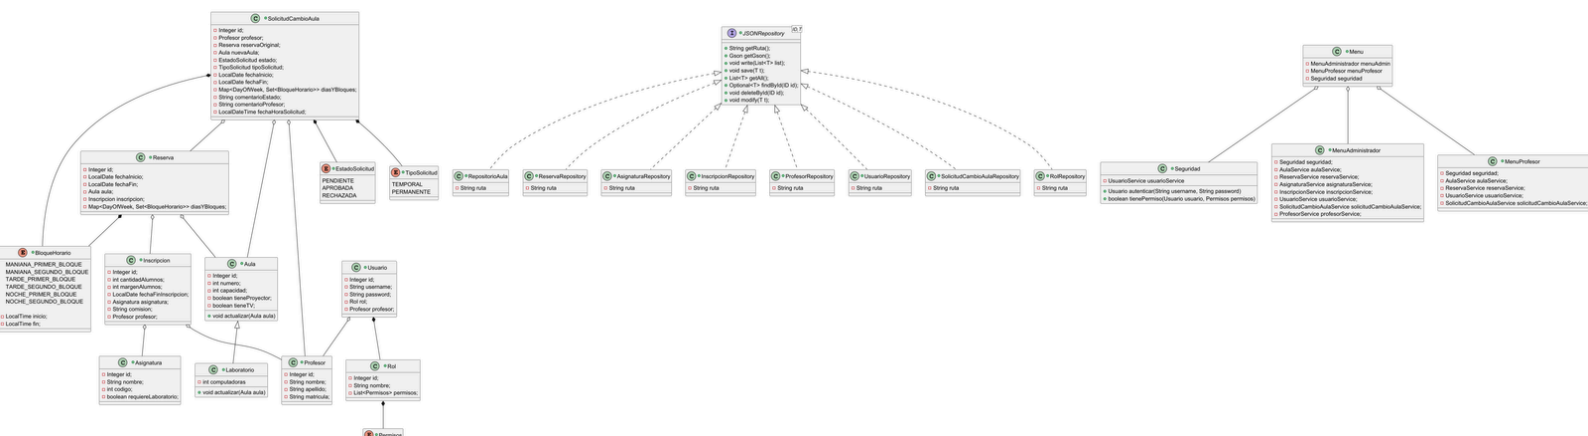 SolicitudCambioAula
Integer id;
Profesor profesor;
Reserva reservaOriginal;
Aula nuevaAula;
EstadoSolicitud estado;
TipoSolicitud tipoSolicitud;
LocalDate fechaInicio;
LocalDate fechaFin;
Map<DayOfWeek, Set<BloqueHorario>> diasYBloques;
String comentarioEstado;
String comentarioProfesor;
LocalDateTime fechaHoraSolicitud;
JSONRepository
ID,T
String getRuta();
Gson getGson();
void write(List<T> list);
void save(T t);
List<T> getAll();
Optional<T> findById(ID id);
void deleteById(ID id);
void modify(T t);
Menu
MenuAdministrador menuAdmin
MenuProfesor menuProfesor
Seguridad seguridad
Reserva
Integer id;
LocalDate fechaInicio;
LocalDate fechaFin;
Aula aula;
Inscripcion inscripcion;
Map<DayOfWeek, Set<BloqueHorario>> diasYBloques;
EstadoSolicitud
PENDIENTE
APROBADA
RECHAZADA
TipoSolicitud
TEMPORAL
PERMANENTE
RepositorioAula
String ruta
ReservaRepository
String ruta
AsignaturaRepository
String ruta
InscripcionRepository
String ruta
ProfesorRepository
String ruta
UsuarioRepository
String ruta
SolicitudCambioAulaRepository
String ruta
RolRepository
String ruta
Seguridad
UsuarioService usuarioService
Usuario autenticar(String username, String password)
boolean tienePermiso(Usuario usuario, Permisos permisos)
MenuAdministrador
Seguridad seguridad;
AulaService aulaService;
ReservaService reservaService;
AsignaturaService asignaturaService;
InscripcionService inscripcionService;
UsuarioService usuarioService;
SolicitudCambioAulaService solicitudCambioAulaService;
ProfesorService profesorService;
MenuProfesor
Seguridad seguridad;
AulaService aulaService;
ReservaService reservaService;
UsuarioService usuarioService;
SolicitudCambioAulaService solicitudCambioAulaService;
BloqueHorario
MANIANA_PRIMER_BLOQUE
MANIANA_SEGUNDO_BLOQUE
TARDE_PRIMER_BLOQUE
TARDE_SEGUNDO_BLOQUE
NOCHE_PRIMER_BLOQUE
NOCHE_SEGUNDO_BLOQUE
LocalTime inicio;
LocalTime fin;
Inscripcion
Integer id;
int cantidadAlumnos;
int margenAlumnos;
LocalDate fechaFinInscripcion;
Asignatura asignatura;
String comision;
Profesor profesor;
Aula
Integer id;
int numero;
int capacidad;
boolean tieneProyector;
boolean tieneTV;
void actualizar(Aula aula)
Usuario
Integer id;
String username;
String password;
Rol rol;
Profesor profesor;
Asignatura
Integer id;
String nombre;
int codigo;
boolean requiereLaboratorio;
Laboratorio
int computadoras
void actualizar(Aula aula)
Profesor
Integer id;
String nombre;
String apellido;
String matricula;
Rol
Integer id;
String nombre;
List<Permisos> permisos;
Permisos